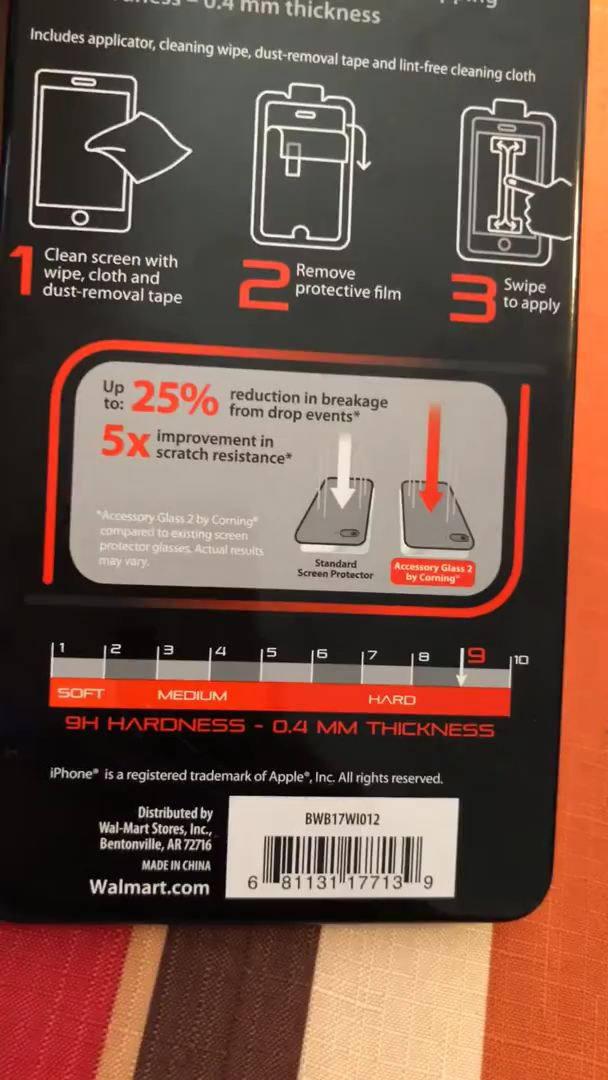 – 0.4 mm thickness
Includes applicator, cleaning wipe, dust-removal tape and lint-free cleaning cloth
1 Clean screen with
wipe, cloth and
dust-removal tape
2 Remove
protective film
3 Swipe
to apply
Up to: 25% reduction in breakage
from drop events*
5x improvement in
scratch resistance*
*Accessory Glass 2 by Corning®
compared to existing screen
protector glasses. Actual results
may vary.
Standard
Screen Protector
Accessory Glass 2
by Corning®
1 2 3 4 5 6 7 8 9 10
SOFT MEDIUM HARD
9H HARDNESS - 0.4 MM THICKNESS
iPhone® is a registered trademark of Apple®, Inc. All rights reserved.
Distributed by
Wal-Mart Stores, Inc.,
Bentonville, AR 72716
MADE IN CHINA
Walmart.com
BWB17WI012
6 81131 17713 9